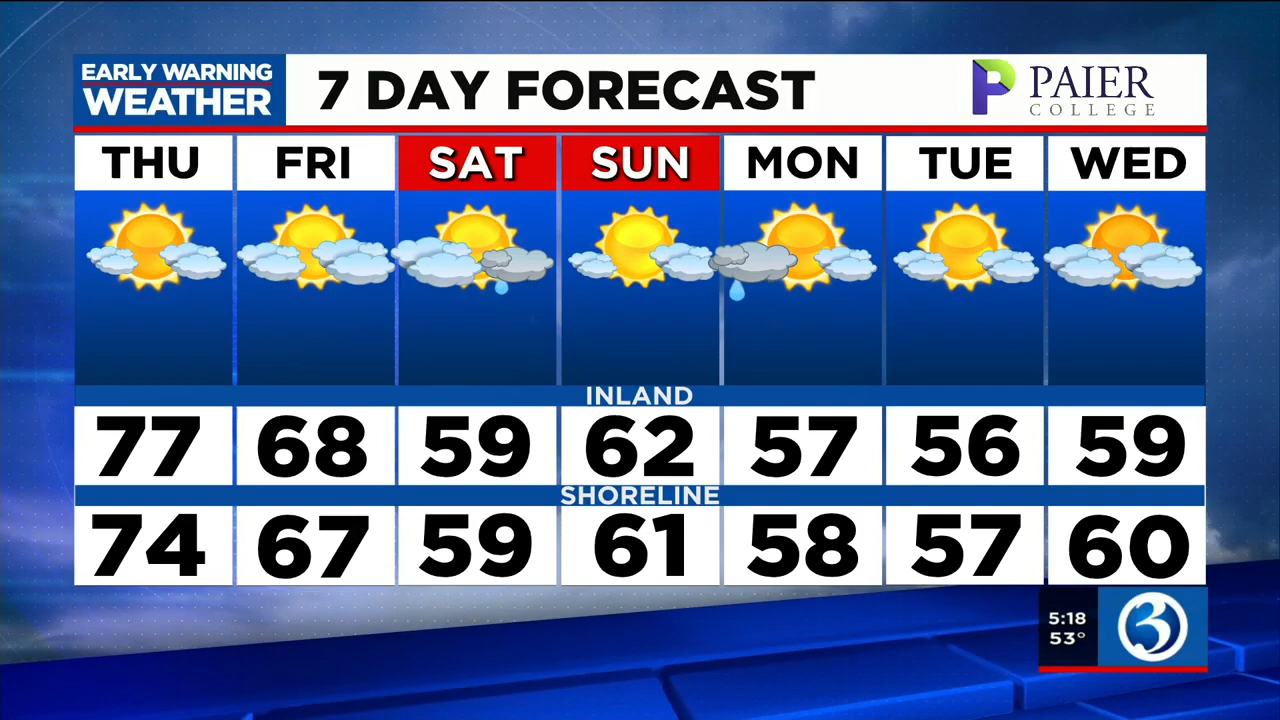 EARLY WARNING
WEATHER
7 DAY FORECAST
PAIER
COLLEGE
THU FRI SAT SUN MON TUE WED
INLAND
77 68 59 62 57 56 59
SHORELINE
74 67 59 61 58 57 60
5:18
53°
3